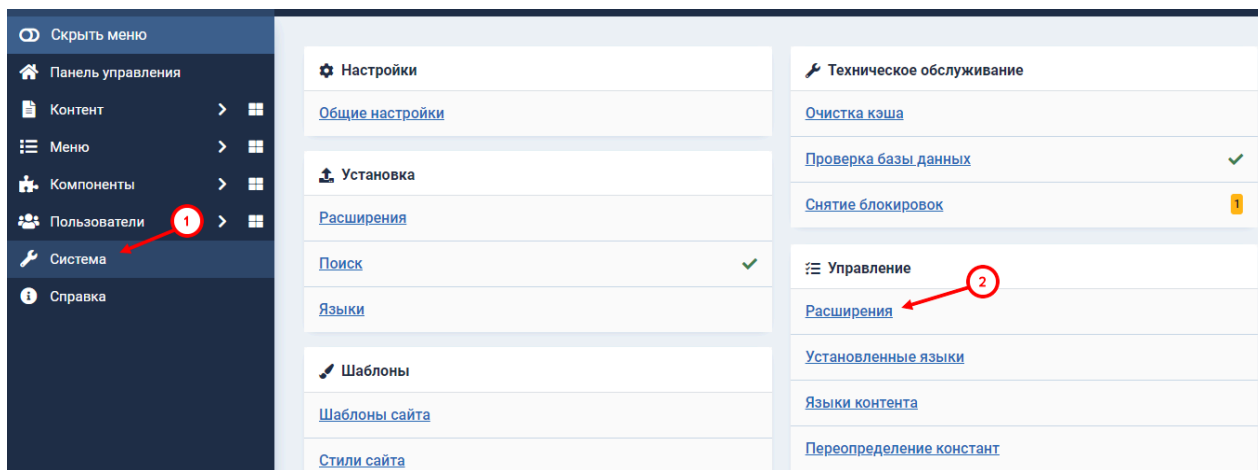 Скрыть меню
Панель управления
Контент
Меню
Компоненты
Пользователи
1
Система
Справка
Настройки
Общие настройки
Установка
Расширения
Поиск
Языки
Шаблоны
Шаблоны сайта
Стили сайта
Техническое обслуживание
Очистка кэша
Проверка базы данных
Снятие блокировок
1
Управление
2
Расширения
Установленные языки
Языки контента
Переопределение констант